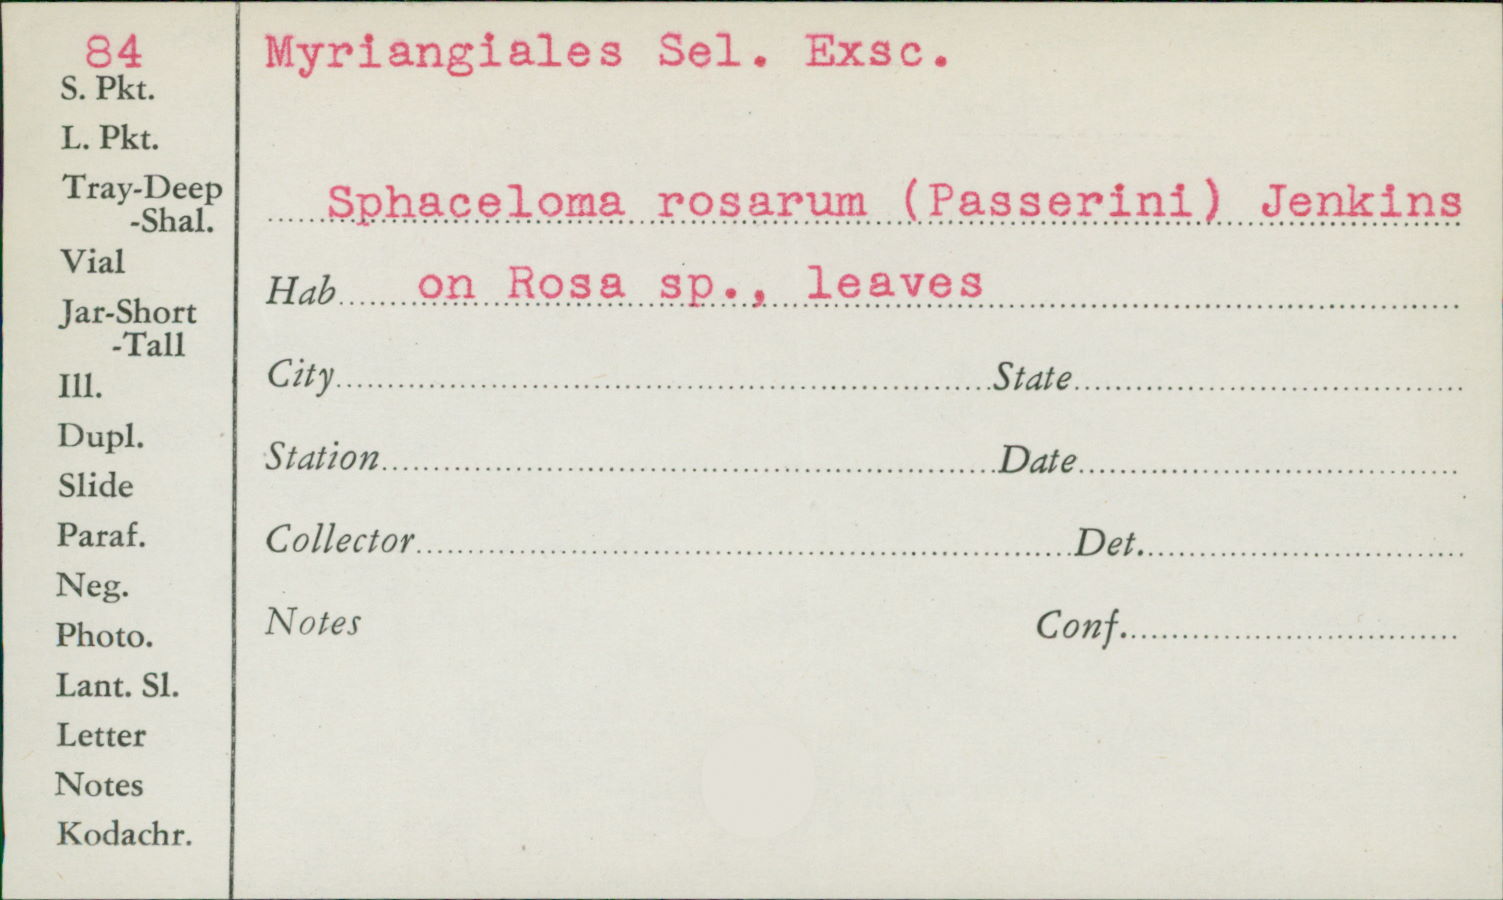 84
S. Pkt.
L. Pkt.
Tray-Deep
-Shal.
Vial
Jar-Short
-Tall
Ill.
Dupl.
Slide
Paraf.
Neg.
Photo.
Lant. Sl.
Letter
Notes
Kodachr.
Myriangiales Sel. Exsc.
Sphaceloma rosarum (Passerini) Jenkins
Hab on Rosa sp., leaves
City State
Station Date
Collector Det.
Notes Conf.